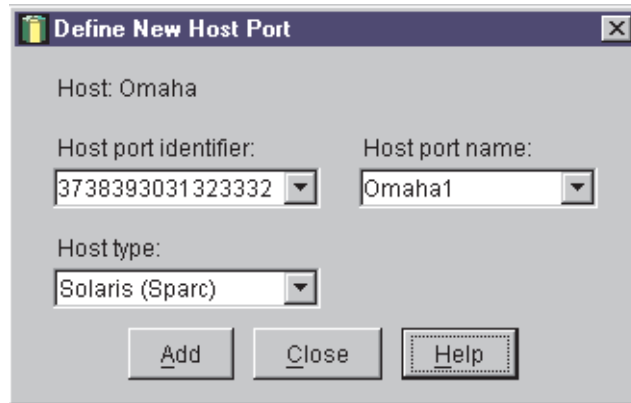 Define New Host Port
Host: Omaha
Host port identifier:
Host port name:
3738393031323332
Omaha1
Host type:
Solaris (Sparc)
Add
Close
Help